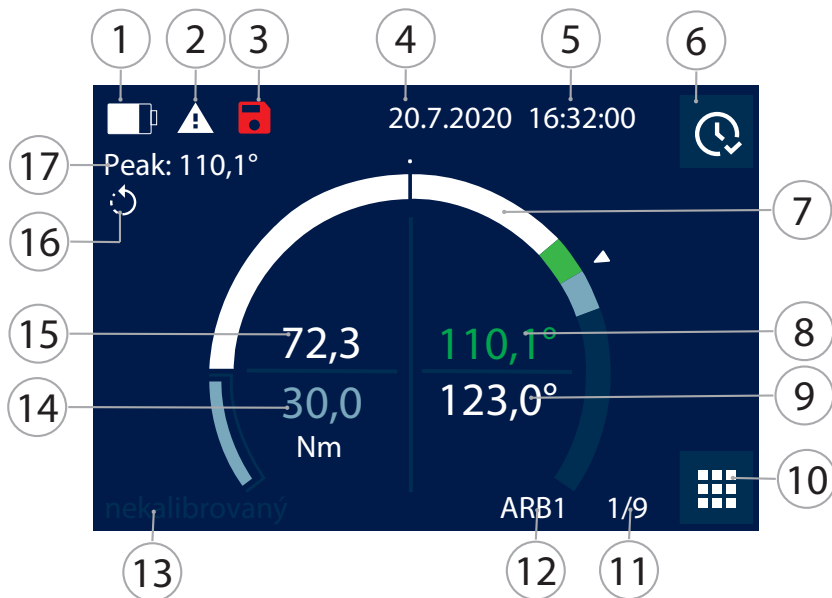 1 2 3 4 5 6
20.7.2020 16:32:00
17 Peak: 110,1°
16 7
15 72,3 110,1° 8
14 30,0 123,0° 9
Nm
10
nekalibrovaný ARB1 1/9
13 12 11